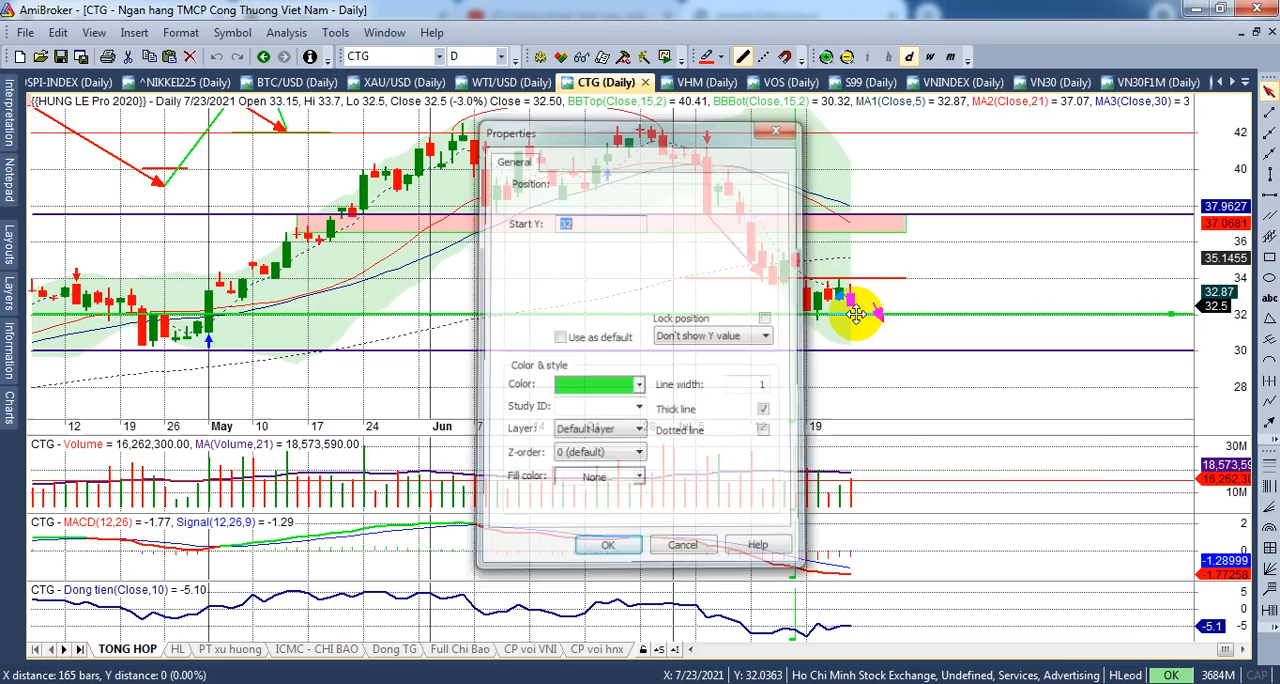 AmiBroker - [CTG - Ngan hang TMCP Cong Thuong Viet Nam - Daily]
File Edit View Insert Format Symbol Analysis Tools Window Help
CTG D i h d w m
SPI-INDEX (Daily) ^NIKKEI225 (Daily) BTC/USD (Daily) XAU/USD (Daily) WTI/USD (Daily) CTG (Daily) VHM (Daily) VOS (Daily) S99 (Daily) VNINDEX (Daily) VN30 (Daily) VN30F1M (Daily)
{{HUNG LE Pro 2020}} - Daily 7/23/2021 Open 33.15, Hi 33.7, Lo 32.5, Close 32.5 (-3.0%) Close = 32.50, BBTop(Close,15,2) = 40.41, BBBot(Close,15,2) = 30.32, MA1(Close,5) = 32.87, MA2(Close,21) = 37.07, MA3(Close,30) = 3
Interpretation
Notepad
Layouts
Layers
Information
Charts
42
40
37.9627
37.0681
36
35.1455
34
32.87
32.5
32
30
28
Properties
General
Position:
Start Y: 32
Lock position
Use as default Don't show Y value
Color & style
Color: Line width: 1
Study ID: Thick line
Layer: Default layer Dotted line
Z-order: 0 (default)
Fill color: None
OK Cancel Help
12 19 26 May 10 17 24 Jun 7 14 12 19
CTG - Volume = 16,262,300.00, MA(Volume,21) = 18,573,590.00
30M
18,573,59
16,262,30
10M
CTG - MACD(12,26) = -1.77, Signal(12,26,9) = -1.29
2
0
-1.28999
-1.77258
CTG - Dong tien(Close,10) = -5.10
5
0
-5
-5.1
TONG HOP HL PT xu huong ICMC - CHI BAO Dong TG Full Chi Bao CP voi VNI CP voi hnx
X distance: 165 bars, Y distance: 0 (0.00%) X: 7/23/2021 Y: 32.0363 Ho Chi Minh Stock Exchange, Undefined, Services, Advertising HLeod OK 3684M CAP